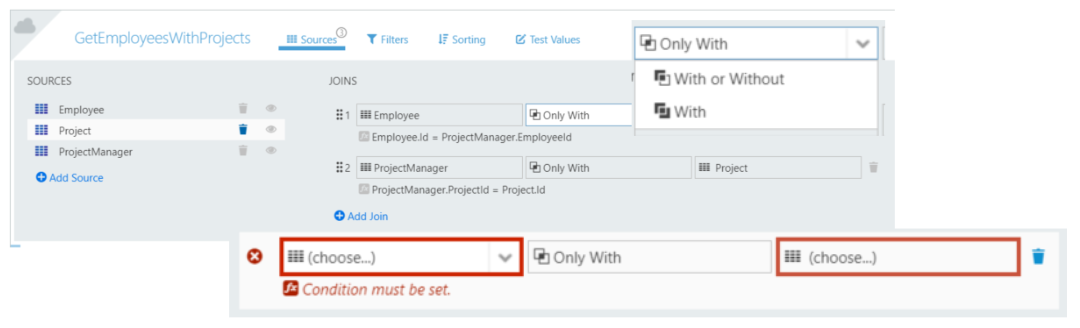 GetEmployeesWithProjects
Sources 1
Filters
Sorting
Test Values
Only With
With or Without
With
SOURCES
Employee
Project
ProjectManager
Add Source
JOINS
1 Employee Only With
Employee.Id = ProjectManager.EmployeeId
2 ProjectManager Only With Project
ProjectManager.ProjectId = Project.Id
Add Join
(choose...) Only With (choose...)
Condition must be set.